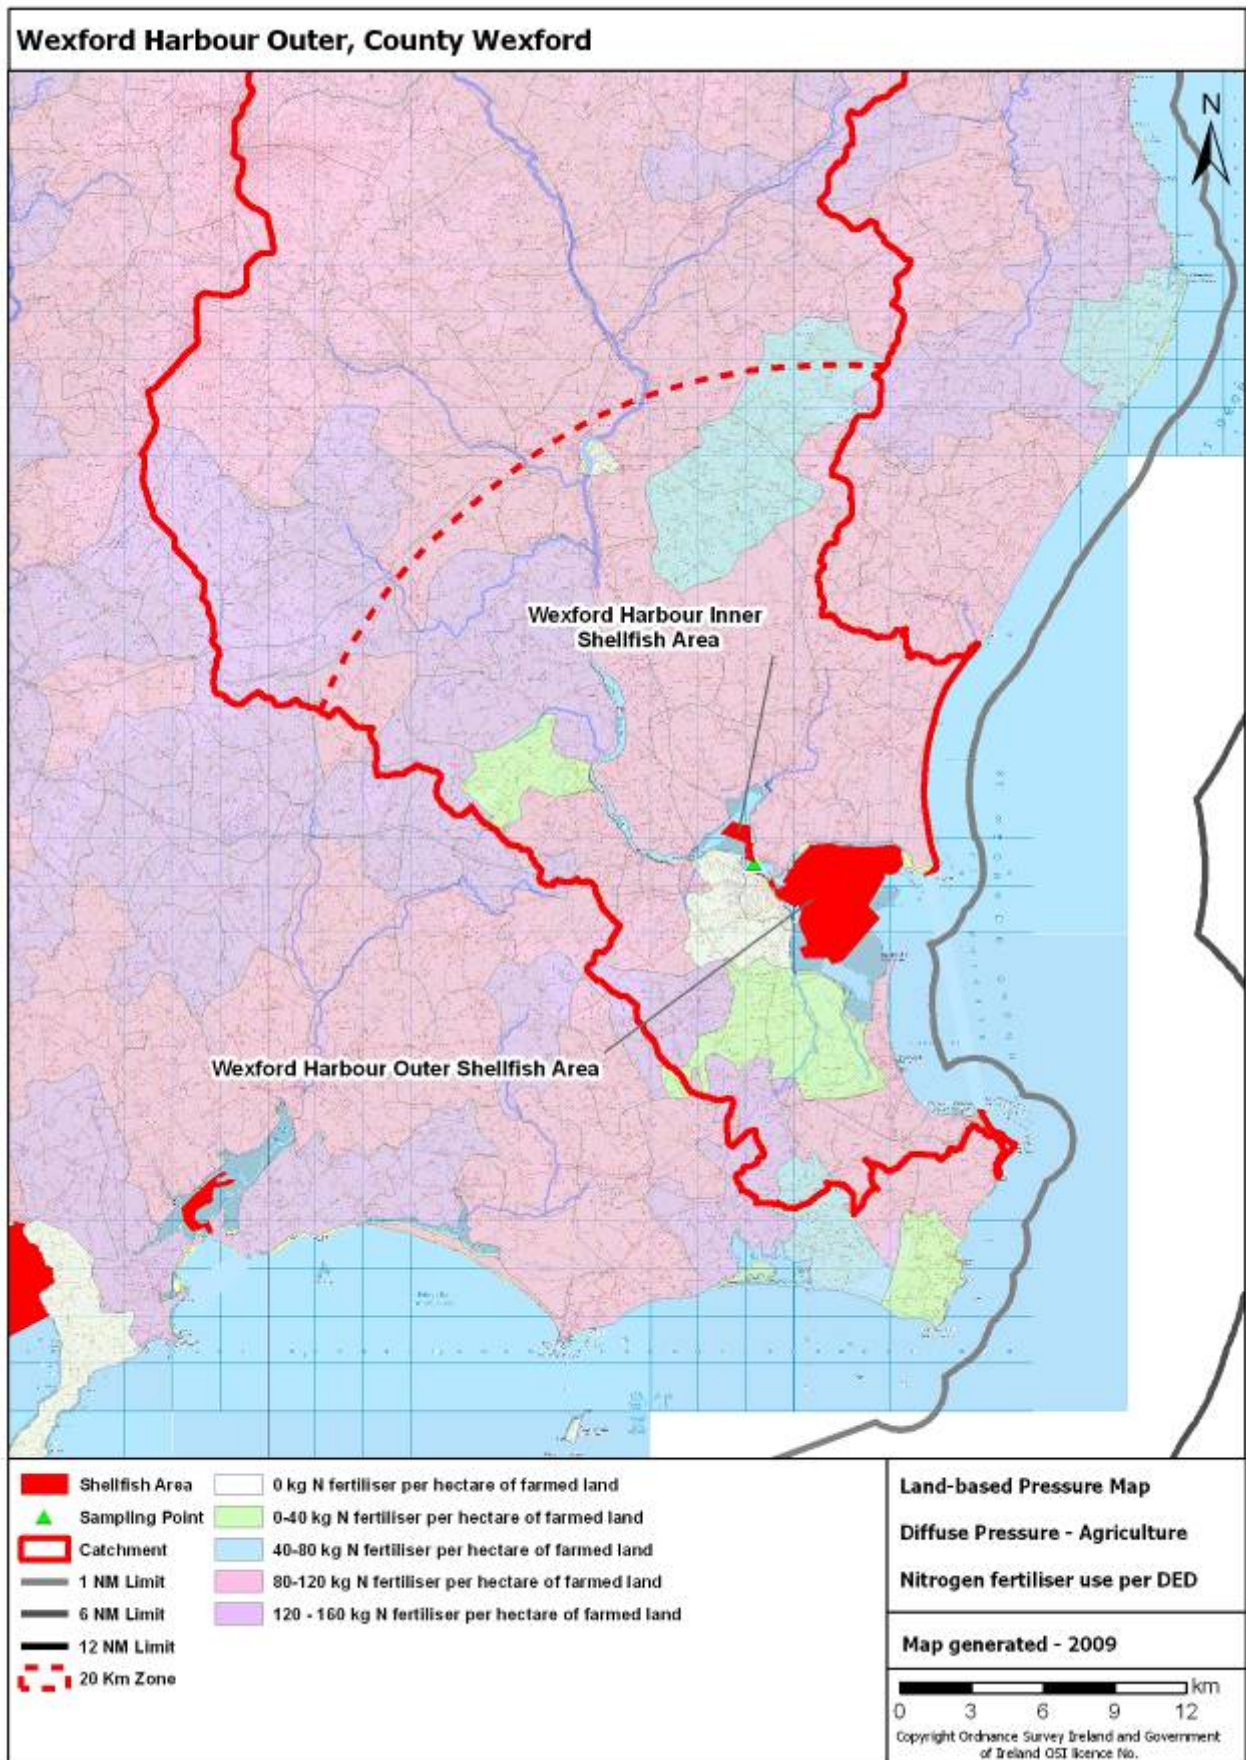 Wexford Harbour Outer, County Wexford
N
Wexford Harbour Inner
Shellfish Area
Wexford Harbour Outer Shellfish Area
Shellfish Area
Sampling Point
Catchment
1 NM Limit
6 NM Limit
12 NM Limit
20 Km Zone
0 kg N fertiliser per hectare of farmed land
0-40 kg N fertiliser per hectare of farmed land
40-80 kg N fertiliser per hectare of farmed land
80-120 kg N fertiliser per hectare of farmed land
120 - 160 kg N fertiliser per hectare of farmed land
Land-based Pressure Map
Diffuse Pressure - Agriculture
Nitrogen fertiliser use per DED
Map generated - 2009
km
0 3 6 9 12
Copyright Ordnance Survey Ireland and Government
of Ireland OSI licence No.